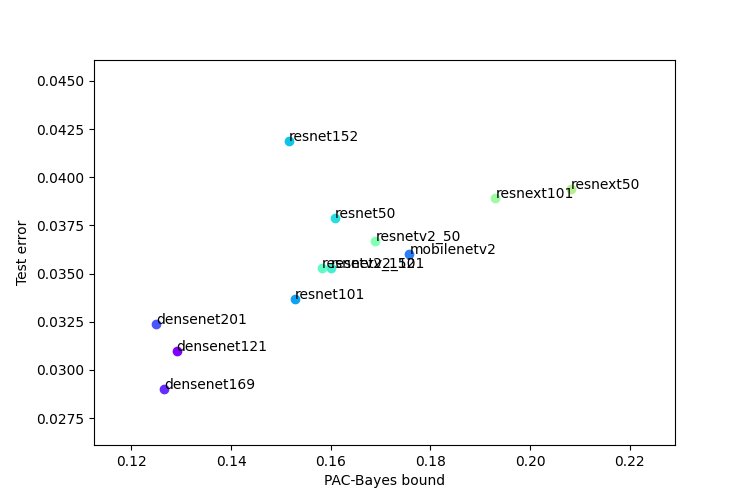 0.0450
0.0425
0.0400
0.0375
0.0350
0.0325
0.0300
0.0275
Test error
resnet152
resnext50
resnext101
resnet50
resnetv2_50
mobilenetv2
resnet101
densenet201
densenet121
densenet169
0.12
0.14
0.16
0.18
0.20
0.22
PAC-Bayes bound